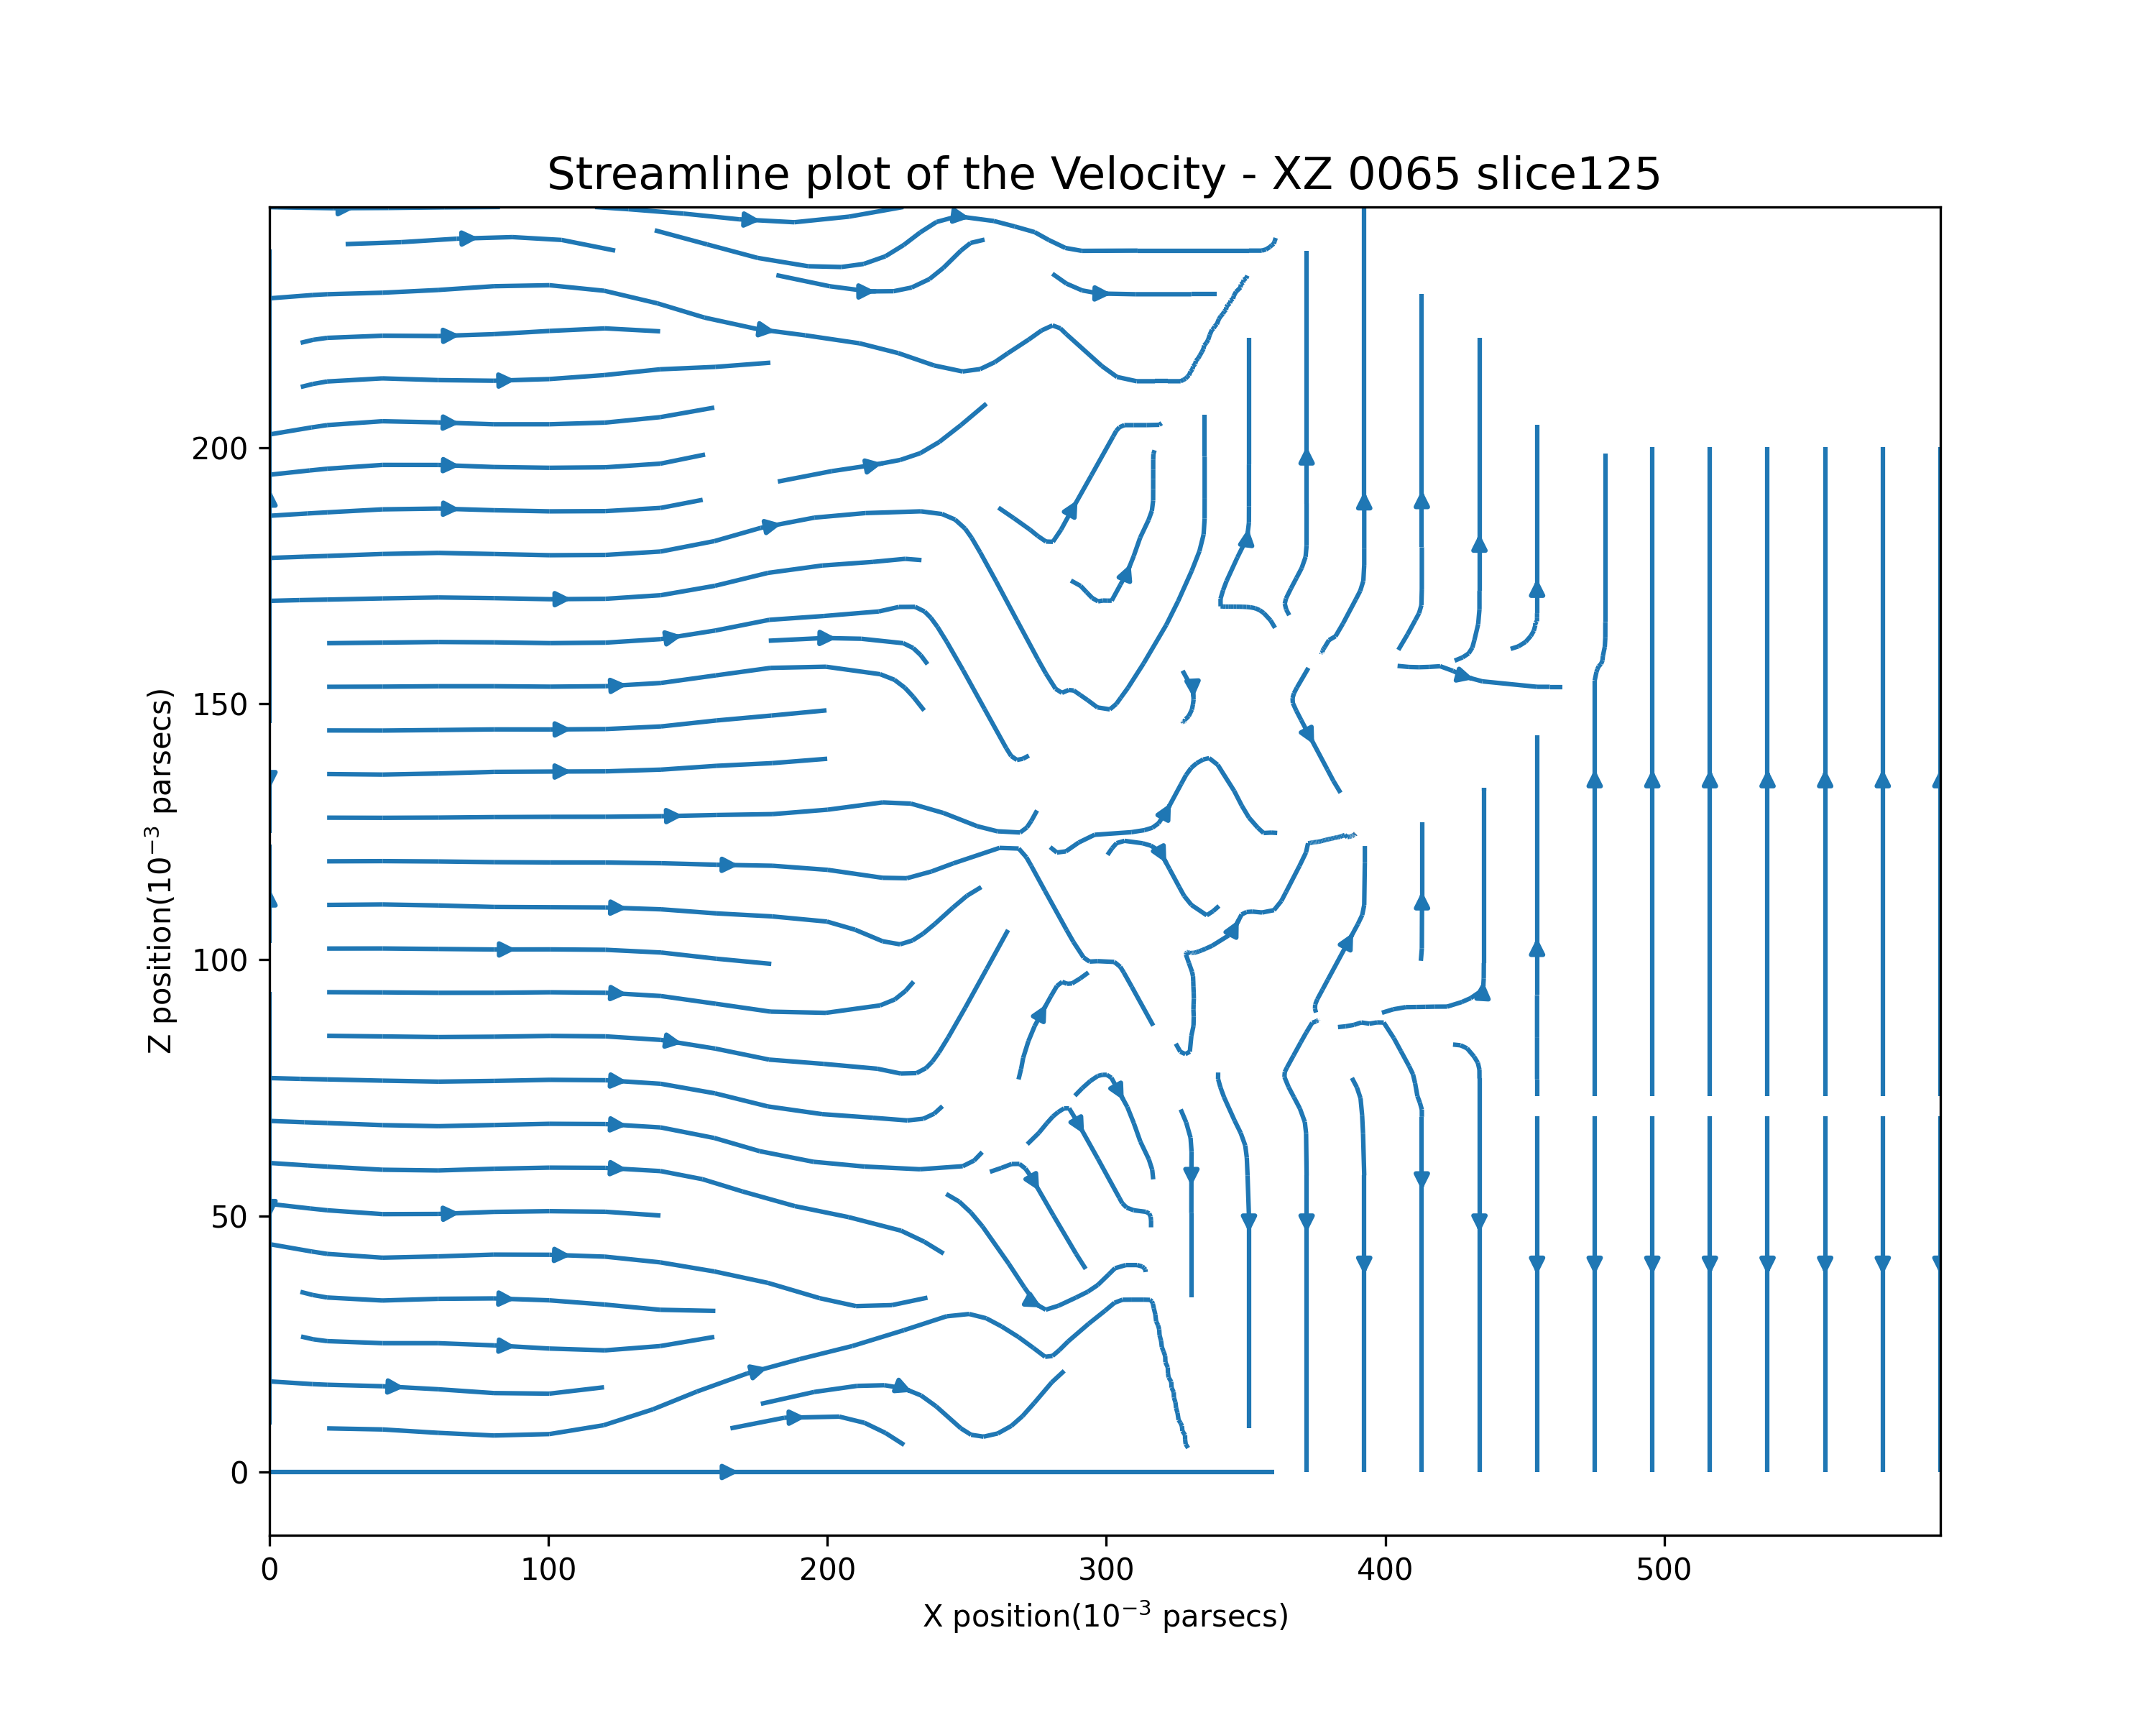 Streamline plot of the Velocity - XZ 0065 slice125
Z position(10⁻³ parsecs)
200
150
100
50
0
0 100 200 300 400 500
X position(10⁻³ parsecs)